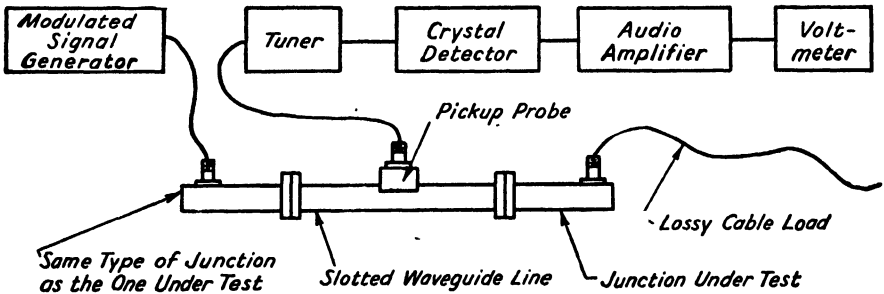 Modulated
Signal
Generator
Tuner
Crystal
Detector
Audio
Amplifier
Volt-
meter
Pickup Probe
Lossy Cable Load
Same Type of Junction
as the One Under Test
Slotted Waveguide Line
Junction Under Test